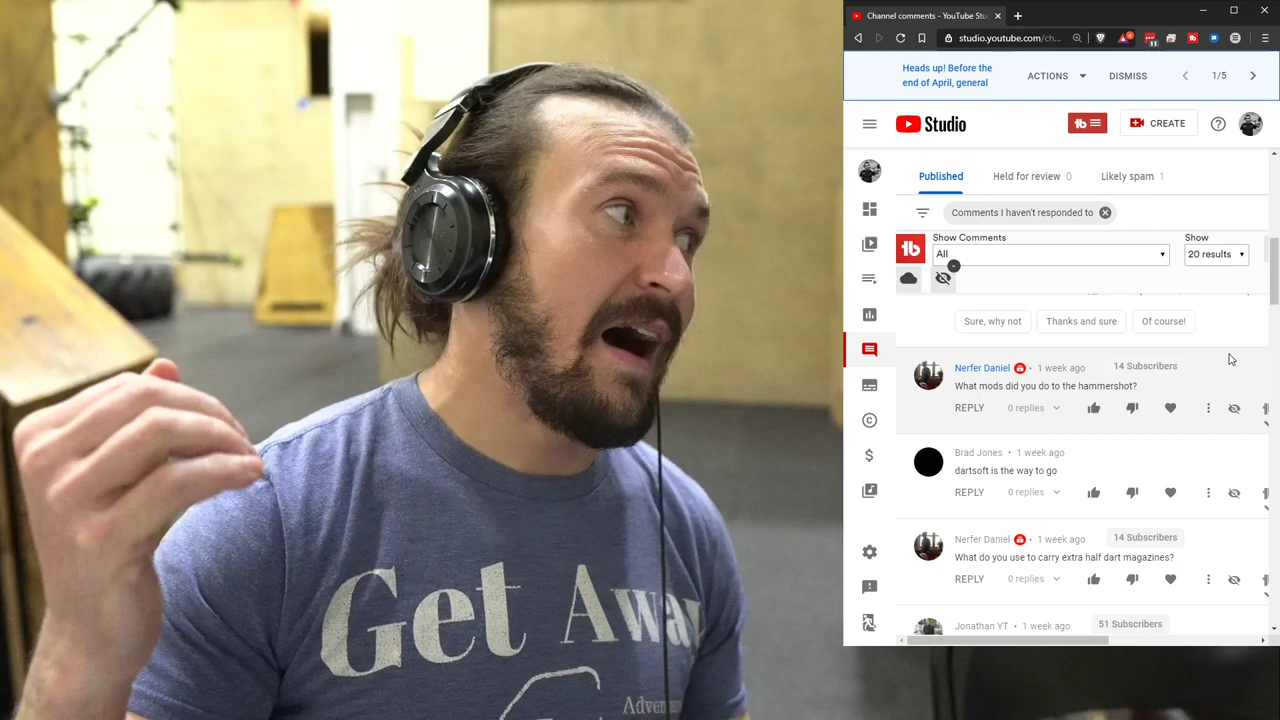 Channel comments - YouTube Stu
studio.youtube.com/ch...
4
11
Heads up! Before the
end of April, general
ACTIONS
DISMISS
1/5
Studio
CREATE
Published
Held for review 0
Likely spam 1
Comments I haven't responded to
Show Comments
All
Show
20 results
Sure, why not
Thanks and sure
Of course!
Nerfer Daniel • 1 week ago
14 Subscribers
What mods did you do to the hammershot?
REPLY
0 replies
Brad Jones • 1 week ago
dartsoft is the way to go
REPLY
0 replies
Nerfer Daniel • 1 week ago
14 Subscribers
What do you use to carry extra half dart magazines?
REPLY
0 replies
Jonathan YT • 1 week ago
51 Subscribers
Get Away